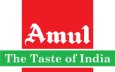 Amul
The Taste of India